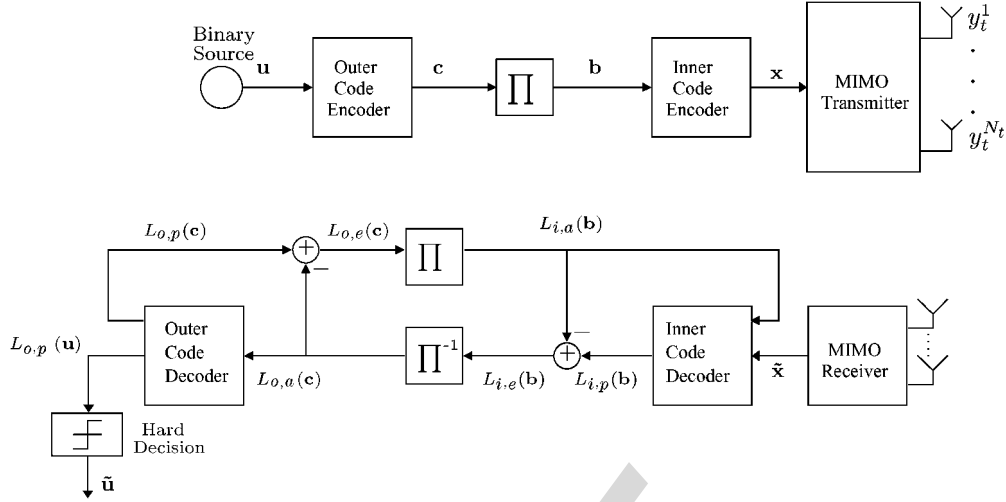 Binary
Source
u
Outer
Code
Encoder
c
∏
b
Inner
Code
Encoder
x
MIMO
Transmitter
y_t^1
y_t^{N_t}
L_{o,p}(c)
+
−
L_{o,e}(c)
∏
L_{i,a}(b)
L_{o,p} (u)
Outer
Code
Decoder
L_{o,a}(c)
∏^{-1}
L_{i,e}(b)
−
+
L_{i,p}(b)
Inner
Code
Decoder
x̃
MIMO
Receiver
Hard
Decision
ũ